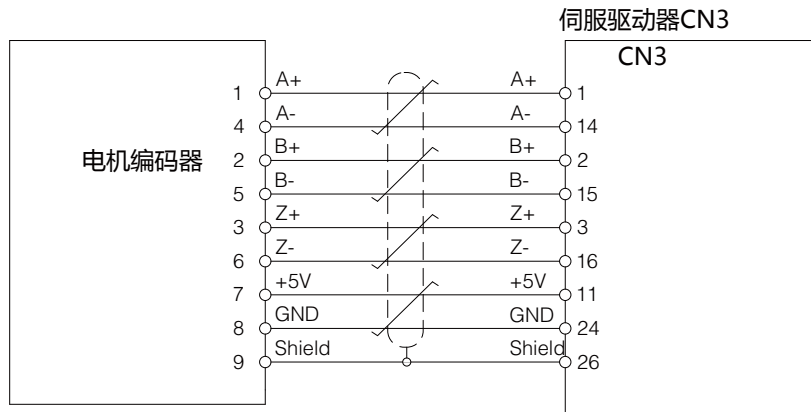 伺服驱动器CN3
CN3
电机编码器
1 A+ A+ 1
4 A- A- 14
2 B+ B+ 2
5 B- B- 15
3 Z+ Z+ 3
6 Z- Z- 16
7 +5V +5V 11
8 GND GND 24
9 Shield Shield 26